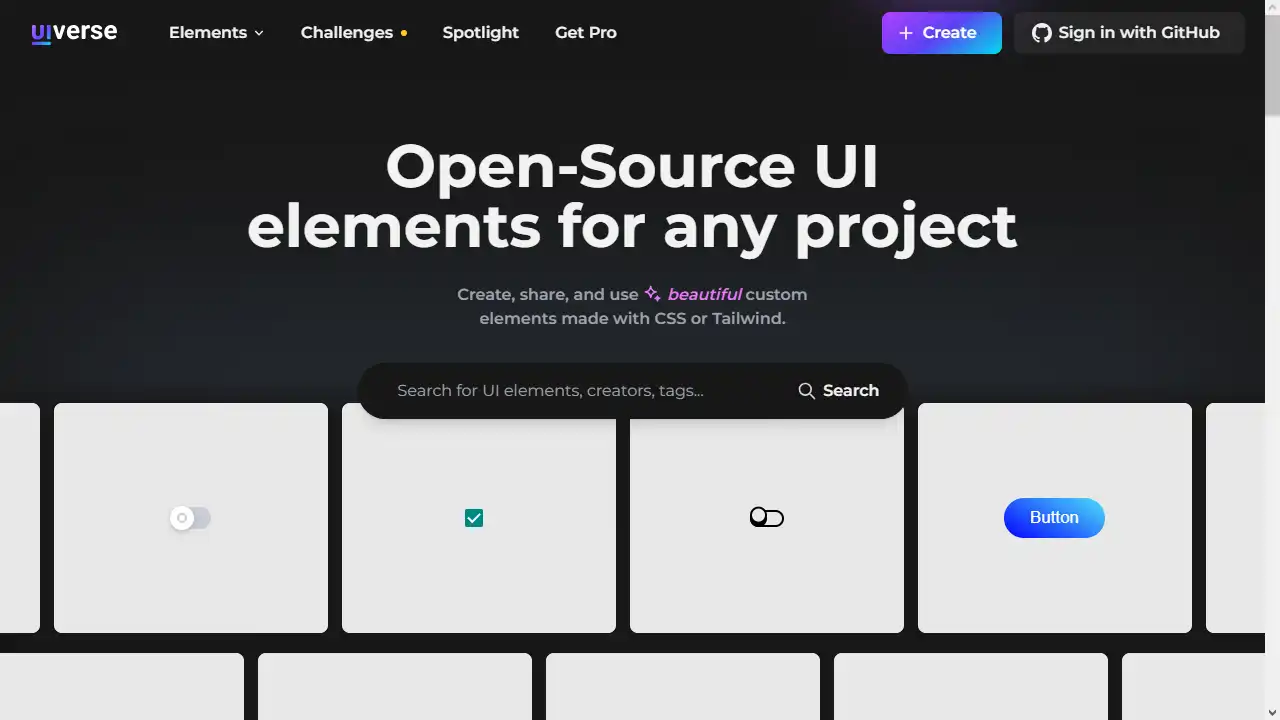 uiverse
Elements
Challenges
Spotlight
Get Pro
Create
Sign in with GitHub
Open-Source UI
elements for any project
Create, share, and use beautiful custom
elements made with CSS or Tailwind.
Search for UI elements, creators, tags...
Search
Button